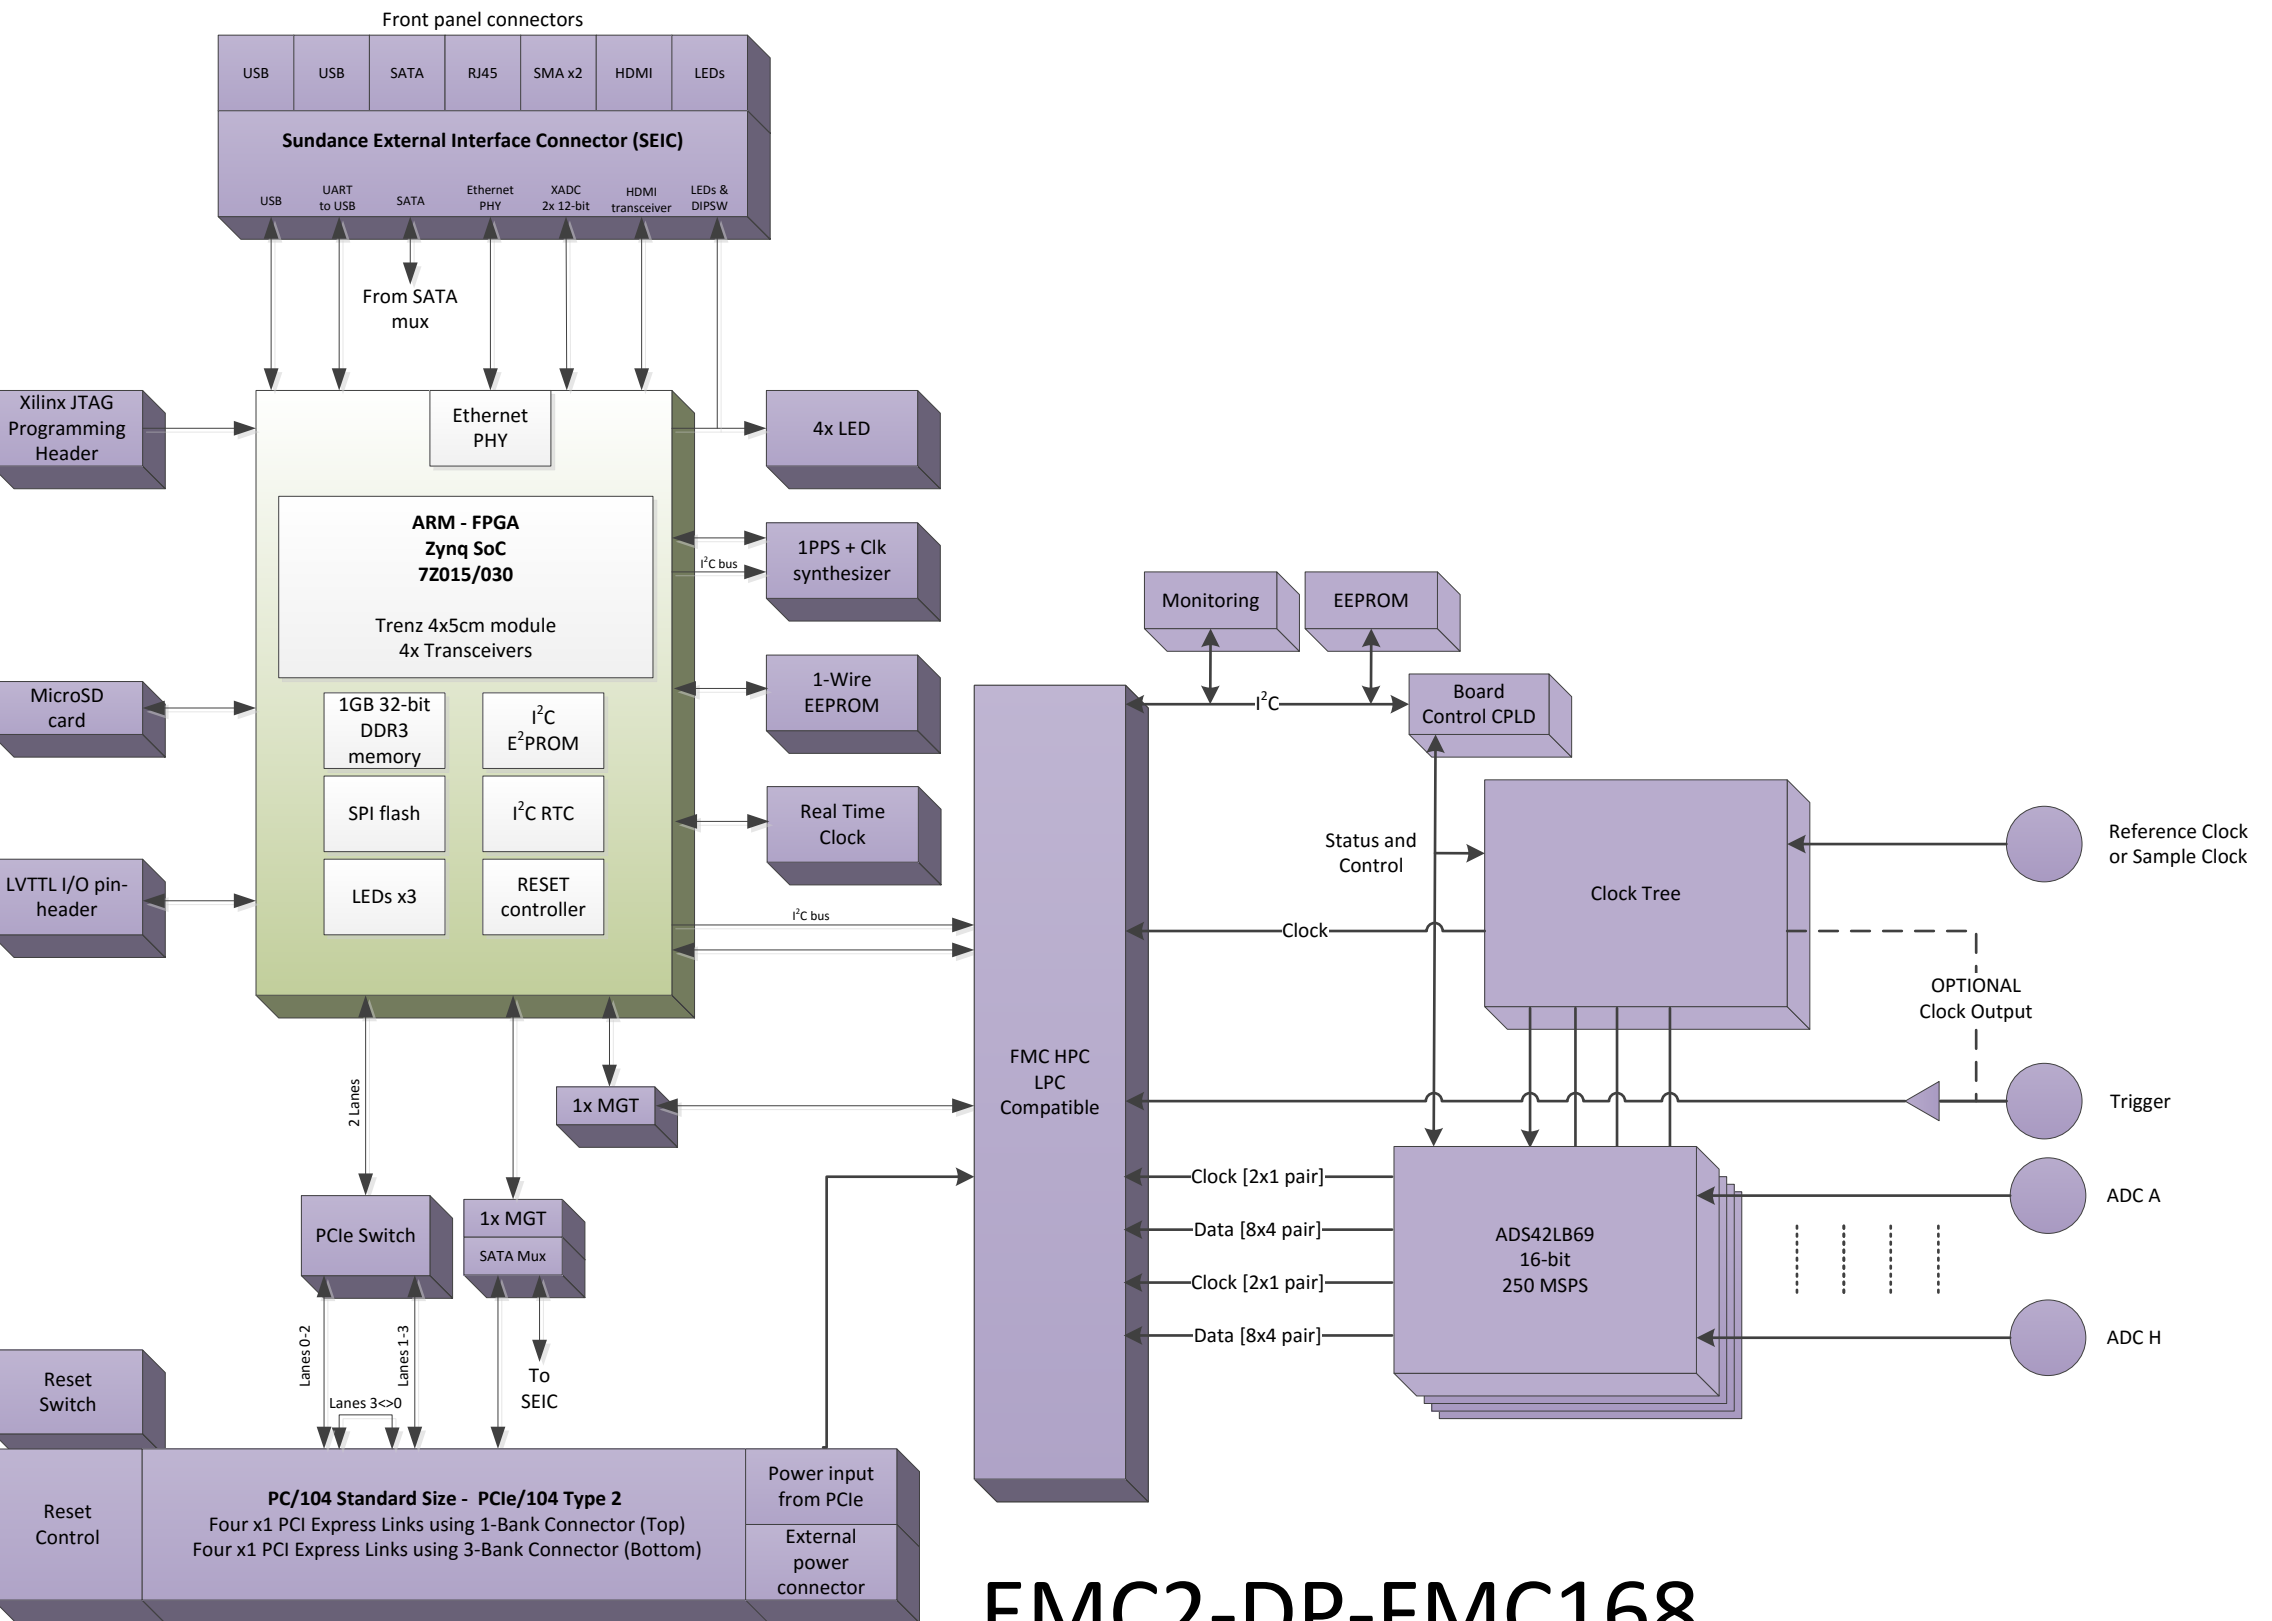 Front panel connectors
USB
USB
SATA
RJ45
SMA x2
HDMI
LEDs
Sundance External Interface Connector (SEIC)
USB
UART
to USB
SATA
Ethernet
PHY
XADC
2x 12-bit
HDMI
transceiver
LEDs &
DIPSW
From SATA
mux
Xilinx JTAG
Programming
Header
Ethernet
PHY
4x LED
ARM - FPGA
Zynq SoC
7Z015/030
Trenz 4x5cm module
4x Transceivers
I²C bus
1PPS + Clk
synthesizer
MicroSD
card
1GB 32-bit
DDR3
memory
I²C
E²PROM
1-Wire
EEPROM
SPI flash
I²C RTC
Real Time
Clock
LVTTL I/O pin-
header
LEDs x3
RESET
controller
I²C bus
Monitoring
EEPROM
I²C
Board
Control CPLD
Status and
Control
Clock Tree
Reference Clock
or Sample Clock
Clock
OPTIONAL
Clock Output
FMC HPC
LPC
Compatible
Trigger
2 Lanes
1x MGT
PCIe Switch
1x MGT
SATA Mux
Clock [2x1 pair]
Data [8x4 pair]
Clock [2x1 pair]
Data [8x4 pair]
ADS42LB69
16-bit
250 MSPS
ADC A
ADC H
Lanes 0-2
Lanes 1-3
Lanes 3<>0
To
SEIC
Reset
Switch
Reset
Control
PC/104 Standard Size - PCIe/104 Type 2
Four x1 PCI Express Links using 1-Bank Connector (Top)
Four x1 PCI Express Links using 3-Bank Connector (Bottom)
Power input
from PCIe
External
power
connector
EMC2-DP-FMC168